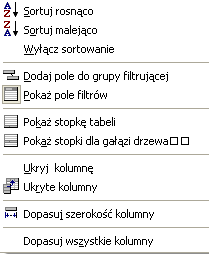 Sortuj rosnąco
Sortuj malejąco
Wyłącz sortowanie
Dodaj pole do grupy filtrującej
Pokaż pole filtrów
Pokaż stopkę tabeli
Pokaż stopki dla gałązi drzewa□□
Ukryj kolumnę
Ukryte kolumny
Dopasuj szerokość kolumny
Dopasuj wszystkie kolumny